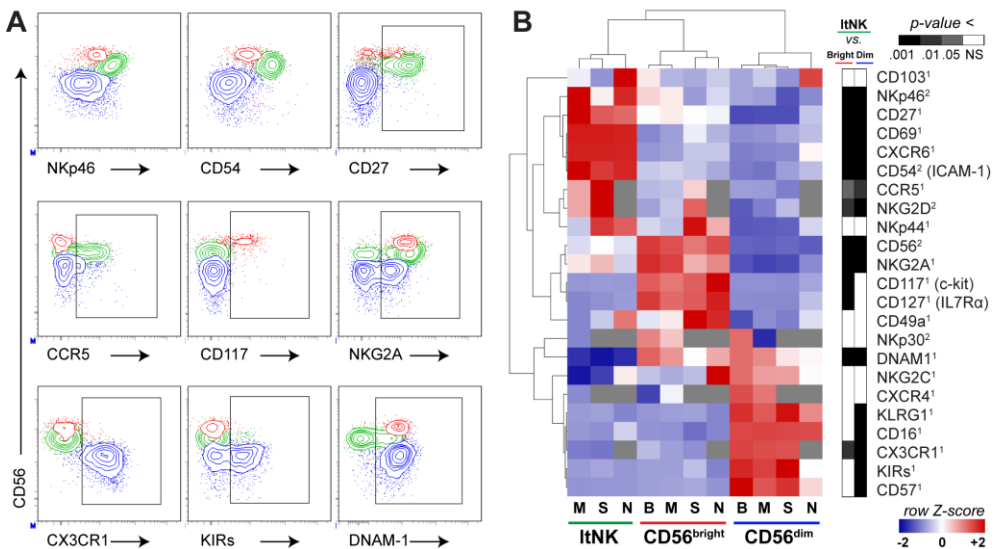 A
CD56
NKp46
CD54
CD27
CCR5
CD117
NKG2A
CX3CR1
KIRs
DNAM-1
B
ItNK
vs.
Bright Dim
p-value <
.001 .01 .05 NS
CD103¹
NKp46²
CD27¹
CD69¹
CXCR6¹
CD54² (ICAM-1)
CCR5¹
NKG2D²
NKp44¹
CD56²
NKG2A¹
CD117¹ (c-kit)
CD127¹ (IL7Rα)
CD49a¹
NKp30²
DNAM1¹
NKG2C¹
CXCR4¹
KLRG1¹
CD16¹
CX3CR1¹
KIRs¹
CD57¹
M S N B M S N B M S N
ItNK CD56bright CD56dim
row Z-score
-2 0 +2